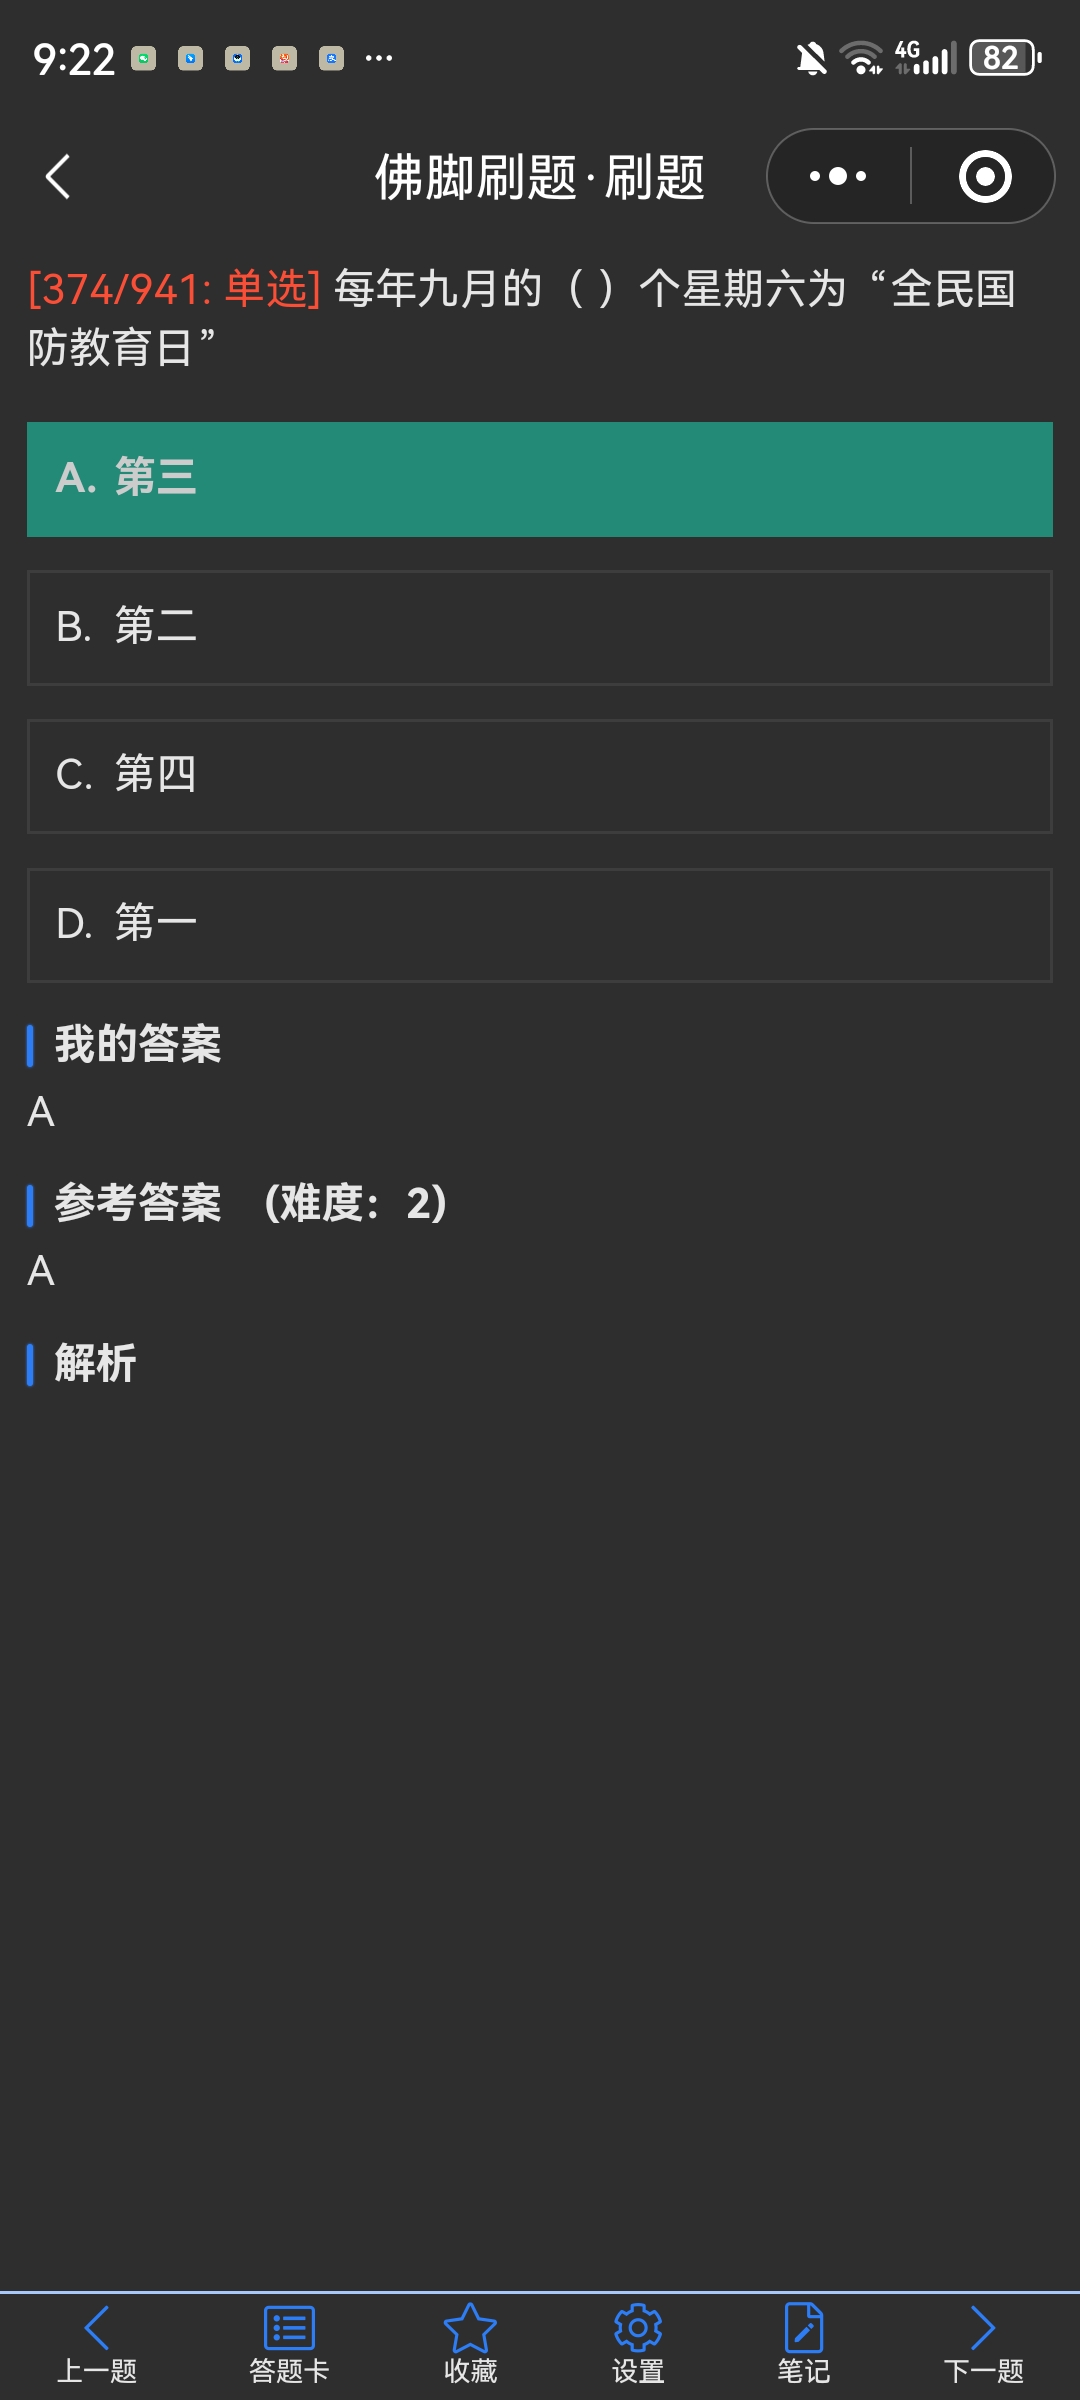 9:22 ··· 4G 82
佛脚刷题·刷题
[374/941: 单选] 每年九月的（ ）个星期六为“全民国
防教育日”
A. 第三
B. 第二
C. 第四
D. 第一
我的答案
A
参考答案 (难度：2)
A
解析
上一题 答题卡 收藏 设置 笔记 下一题